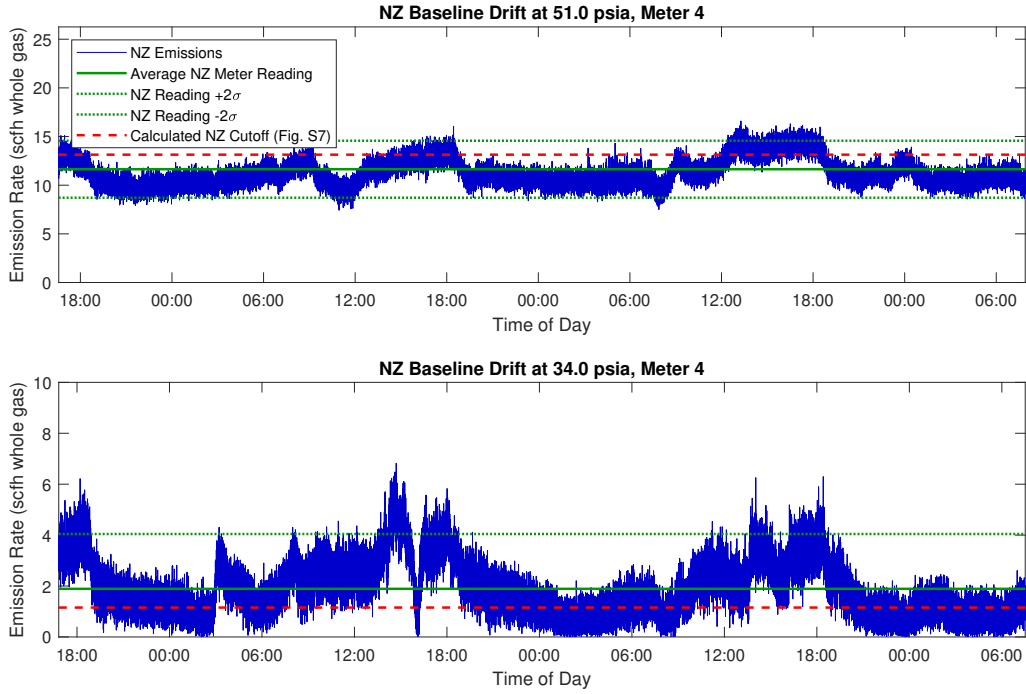 NZ Baseline Drift at 51.0 psia, Meter 4
Emission Rate (scfh whole gas)
25
20
15
10
5
0
NZ Emissions
Average NZ Meter Reading
NZ Reading +2σ
NZ Reading -2σ
Calculated NZ Cutoff (Fig. S7)
18:00 00:00 06:00 12:00 18:00 00:00 06:00 12:00 18:00 00:00 06:00
Time of Day
NZ Baseline Drift at 34.0 psia, Meter 4
Emission Rate (scfh whole gas)
10
8
6
4
2
0
18:00 00:00 06:00 12:00 18:00 00:00 06:00 12:00 18:00 00:00 06:00
Time of Day